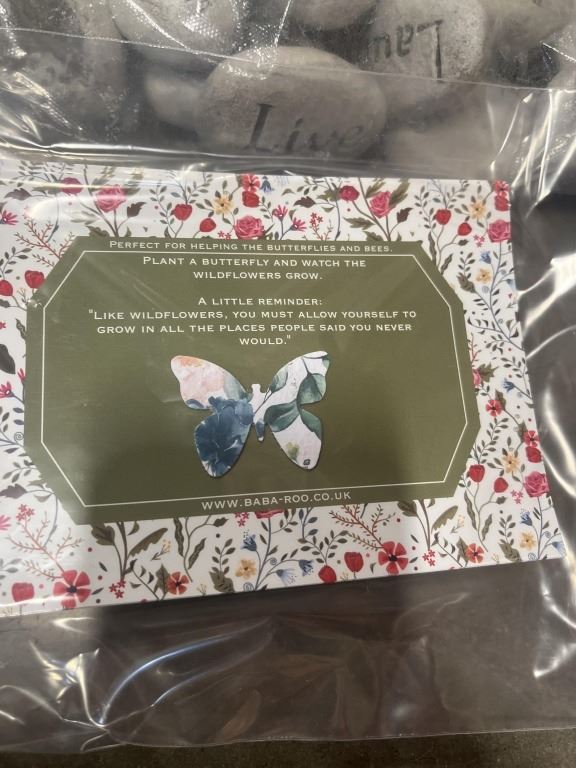 Live
Lau
PERFECT FOR HELPING THE BUTTERFLIES AND BEES.
PLANT A BUTTERFLY AND WATCH THE
WILDFLOWERS GROW.
A LITTLE REMINDER:
"LIKE WILDFLOWERS, YOU MUST ALLOW YOURSELF TO
GROW IN ALL THE PLACES PEOPLE SAID YOU NEVER
WOULD."
WWW.BABA-ROO.CO.UK